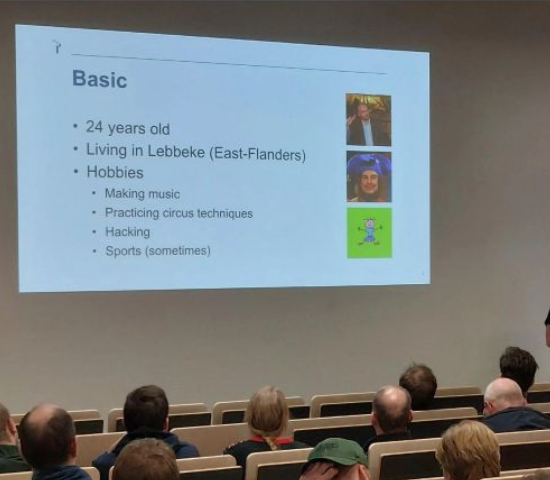 Basic
• 24 years old
• Living in Lebbeke (East-Flanders)
• Hobbies
• Making music
• Practicing circus techniques
• Hacking
• Sports (sometimes)